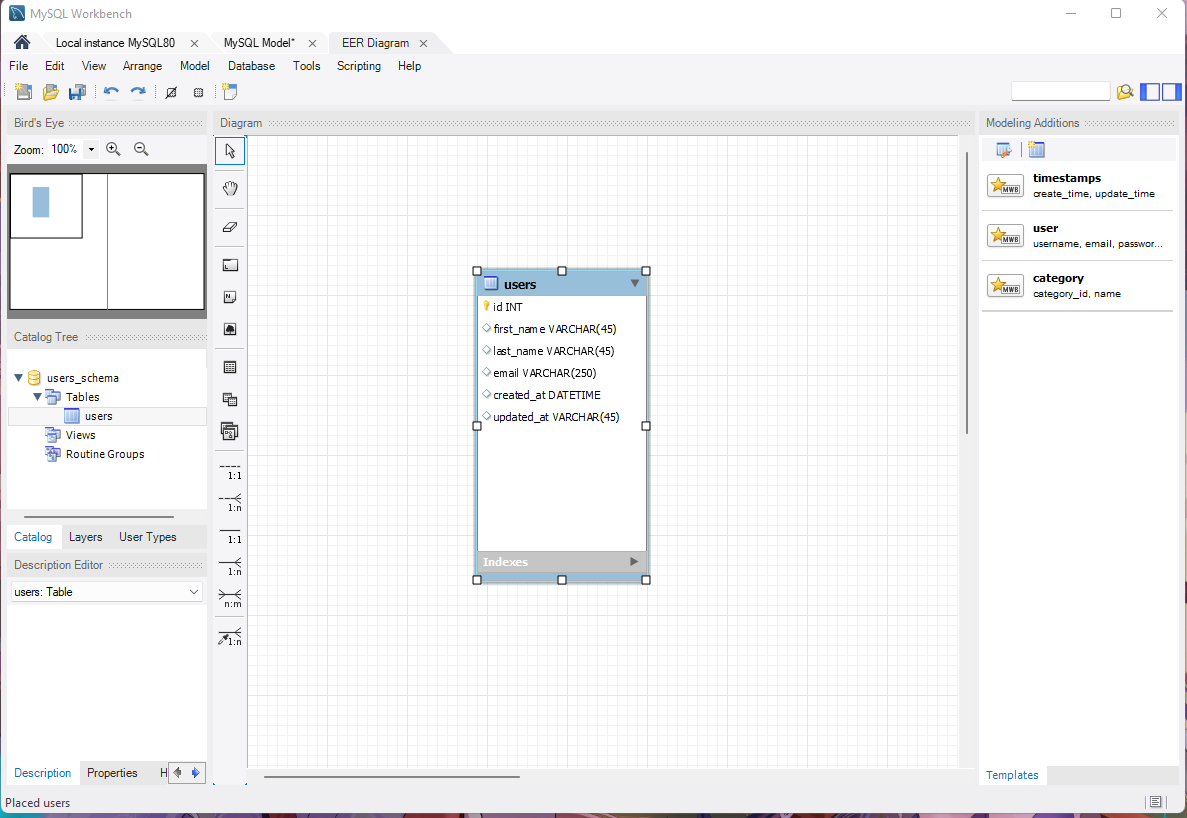 MySQL Workbench
Local instance MySQL80
MySQL Model*
EER Diagram
File Edit View Arrange Model Database Tools Scripting Help
Bird's Eye
Zoom: 100%
Catalog Tree
users_schema
Tables
users
Views
Routine Groups
Catalog Layers User Types
Description Editor
users: Table
Description Properties H
Placed users
Diagram
1:1
1:n
1:1
1:n
n:m
1:n
users
id INT
first_name VARCHAR(45)
last_name VARCHAR(45)
email VARCHAR(250)
created_at DATETIME
updated_at VARCHAR(45)
Indexes
Modeling Additions
MWB
timestamps
create_time, update_time
MWB
user
username, email, passwor...
MWB
category
category_id, name
Templates